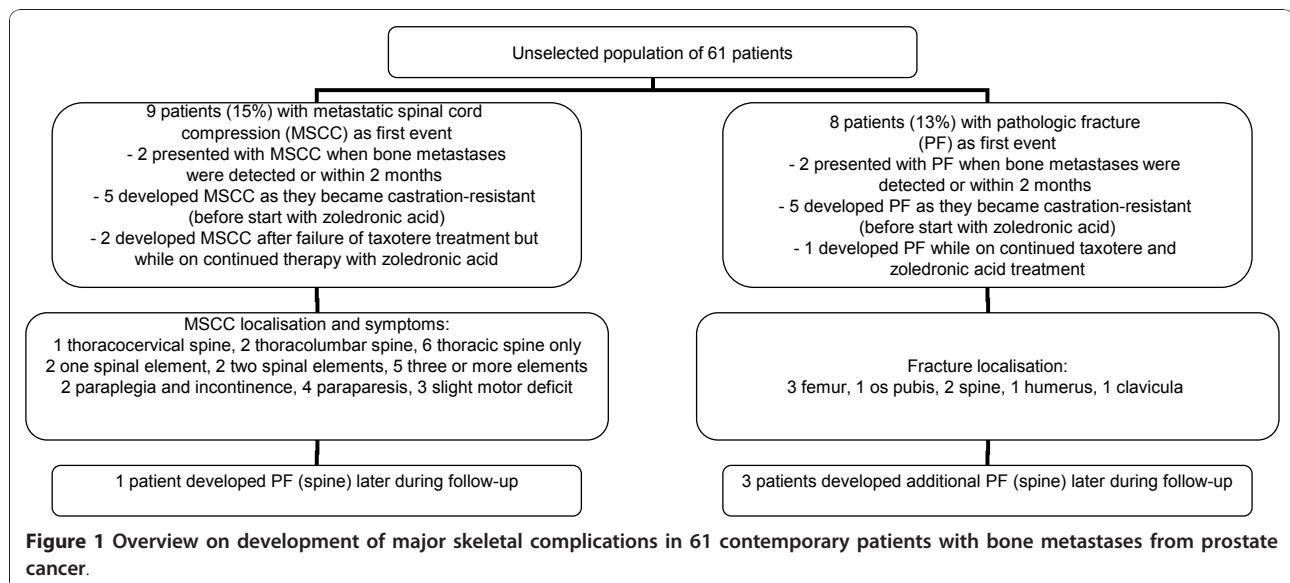 Unselected population of 61 patients
9 patients (15%) with metastatic spinal cord
compression (MSCC) as first event
- 2 presented with MSCC when bone metastases
were detected or within 2 months
- 5 developed MSCC as they became castration-resistant
(before start with zoledronic acid)
- 2 developed MSCC after failure of taxotere treatment but
while on continued therapy with zoledronic acid
8 patients (13%) with pathologic fracture
(PF) as first event
- 2 presented with PF when bone metastases were
detected or within 2 months
- 5 developed PF as they became castration-resistant
(before start with zoledronic acid)
- 1 developed PF while on continued taxotere and
zoledronic acid treatment
MSCC localisation and symptoms:
1 thoracocervical spine, 2 thoracolumbar spine, 6 thoracic spine only
2 one spinal element, 2 two spinal elements, 5 three or more elements
2 paraplegia and incontinence, 4 paraparesis, 3 slight motor deficit
Fracture localisation:
3 femur, 1 os pubis, 2 spine, 1 humerus, 1 clavicula
1 patient developed PF (spine) later during follow-up
3 patients developed additional PF (spine) later during follow-up
Figure 1 Overview on development of major skeletal complications in 61 contemporary patients with bone metastases from prostate
cancer.